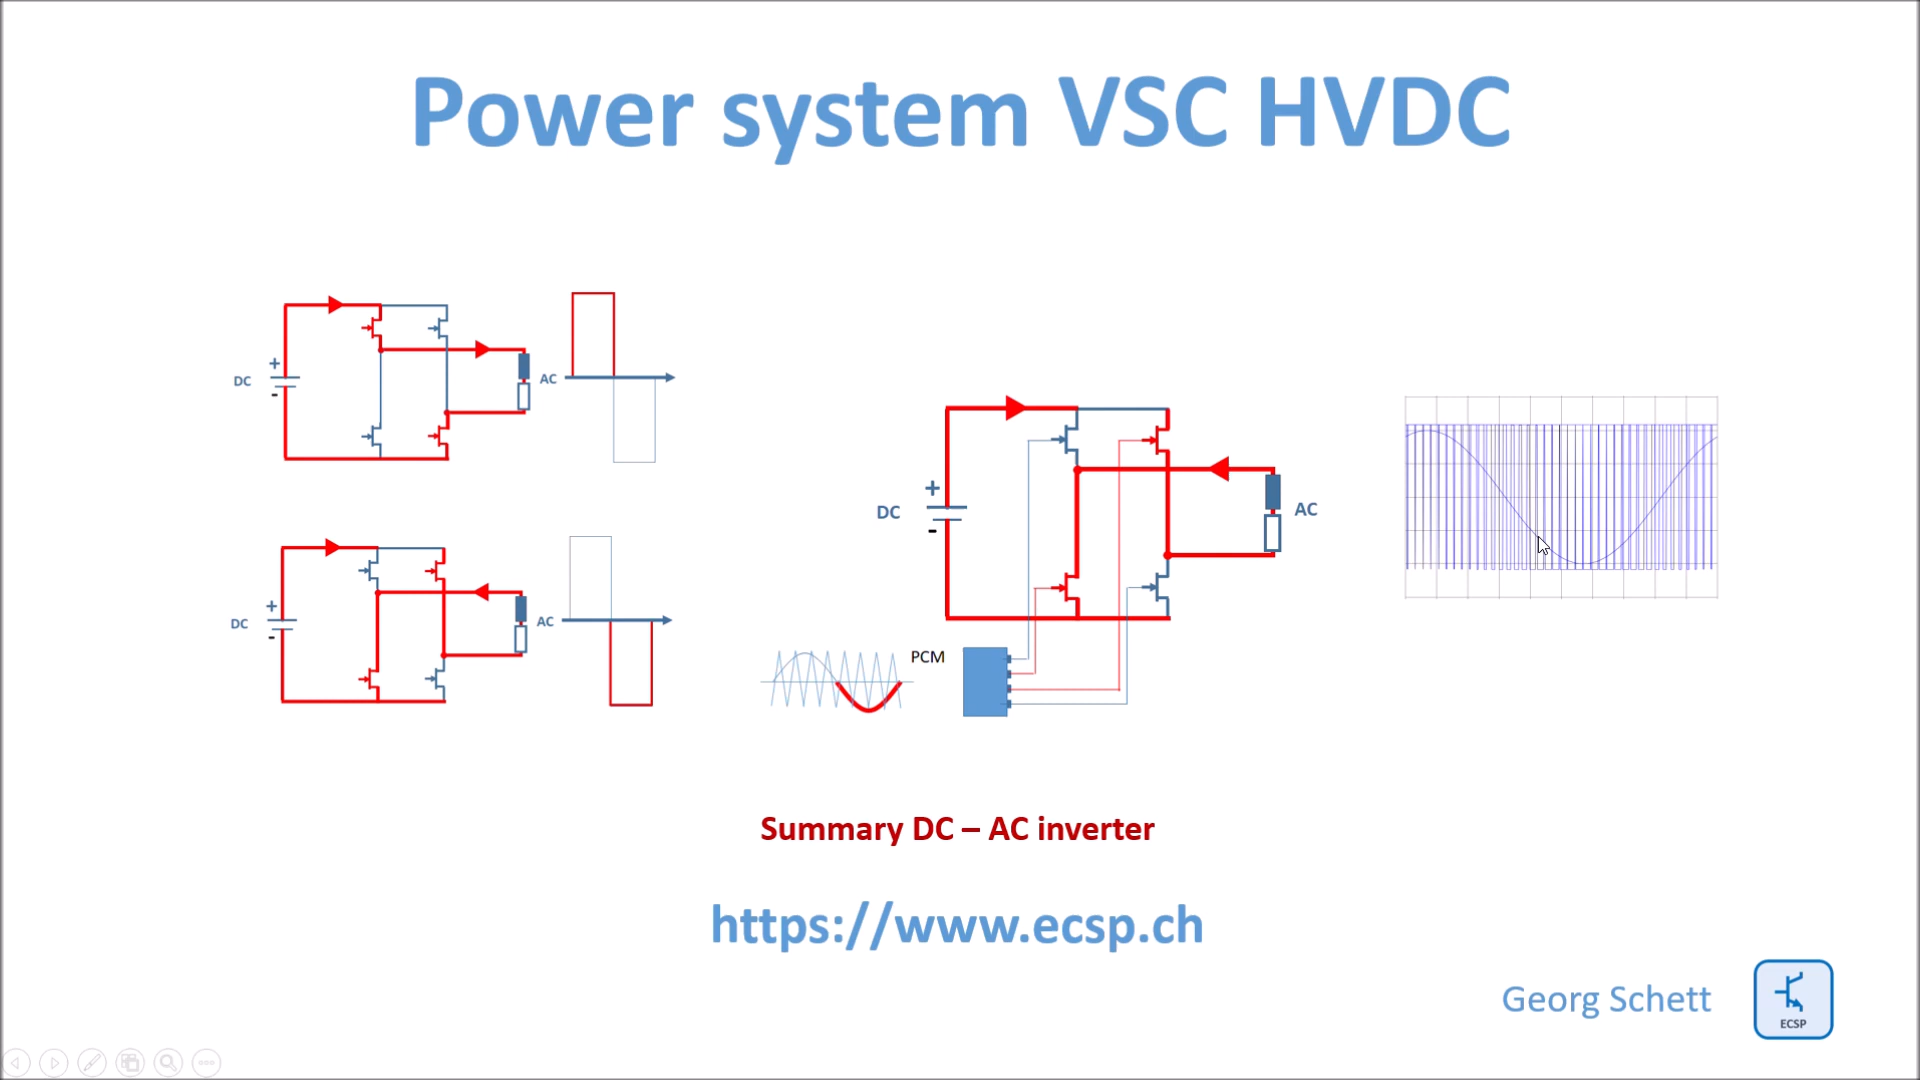 Power system VSC HVDC
+
DC
-
AC
+
DC
-
AC
+
DC
-
AC
PCM
Summary DC – AC inverter
https://www.ecsp.ch
Georg Schett
ECSP